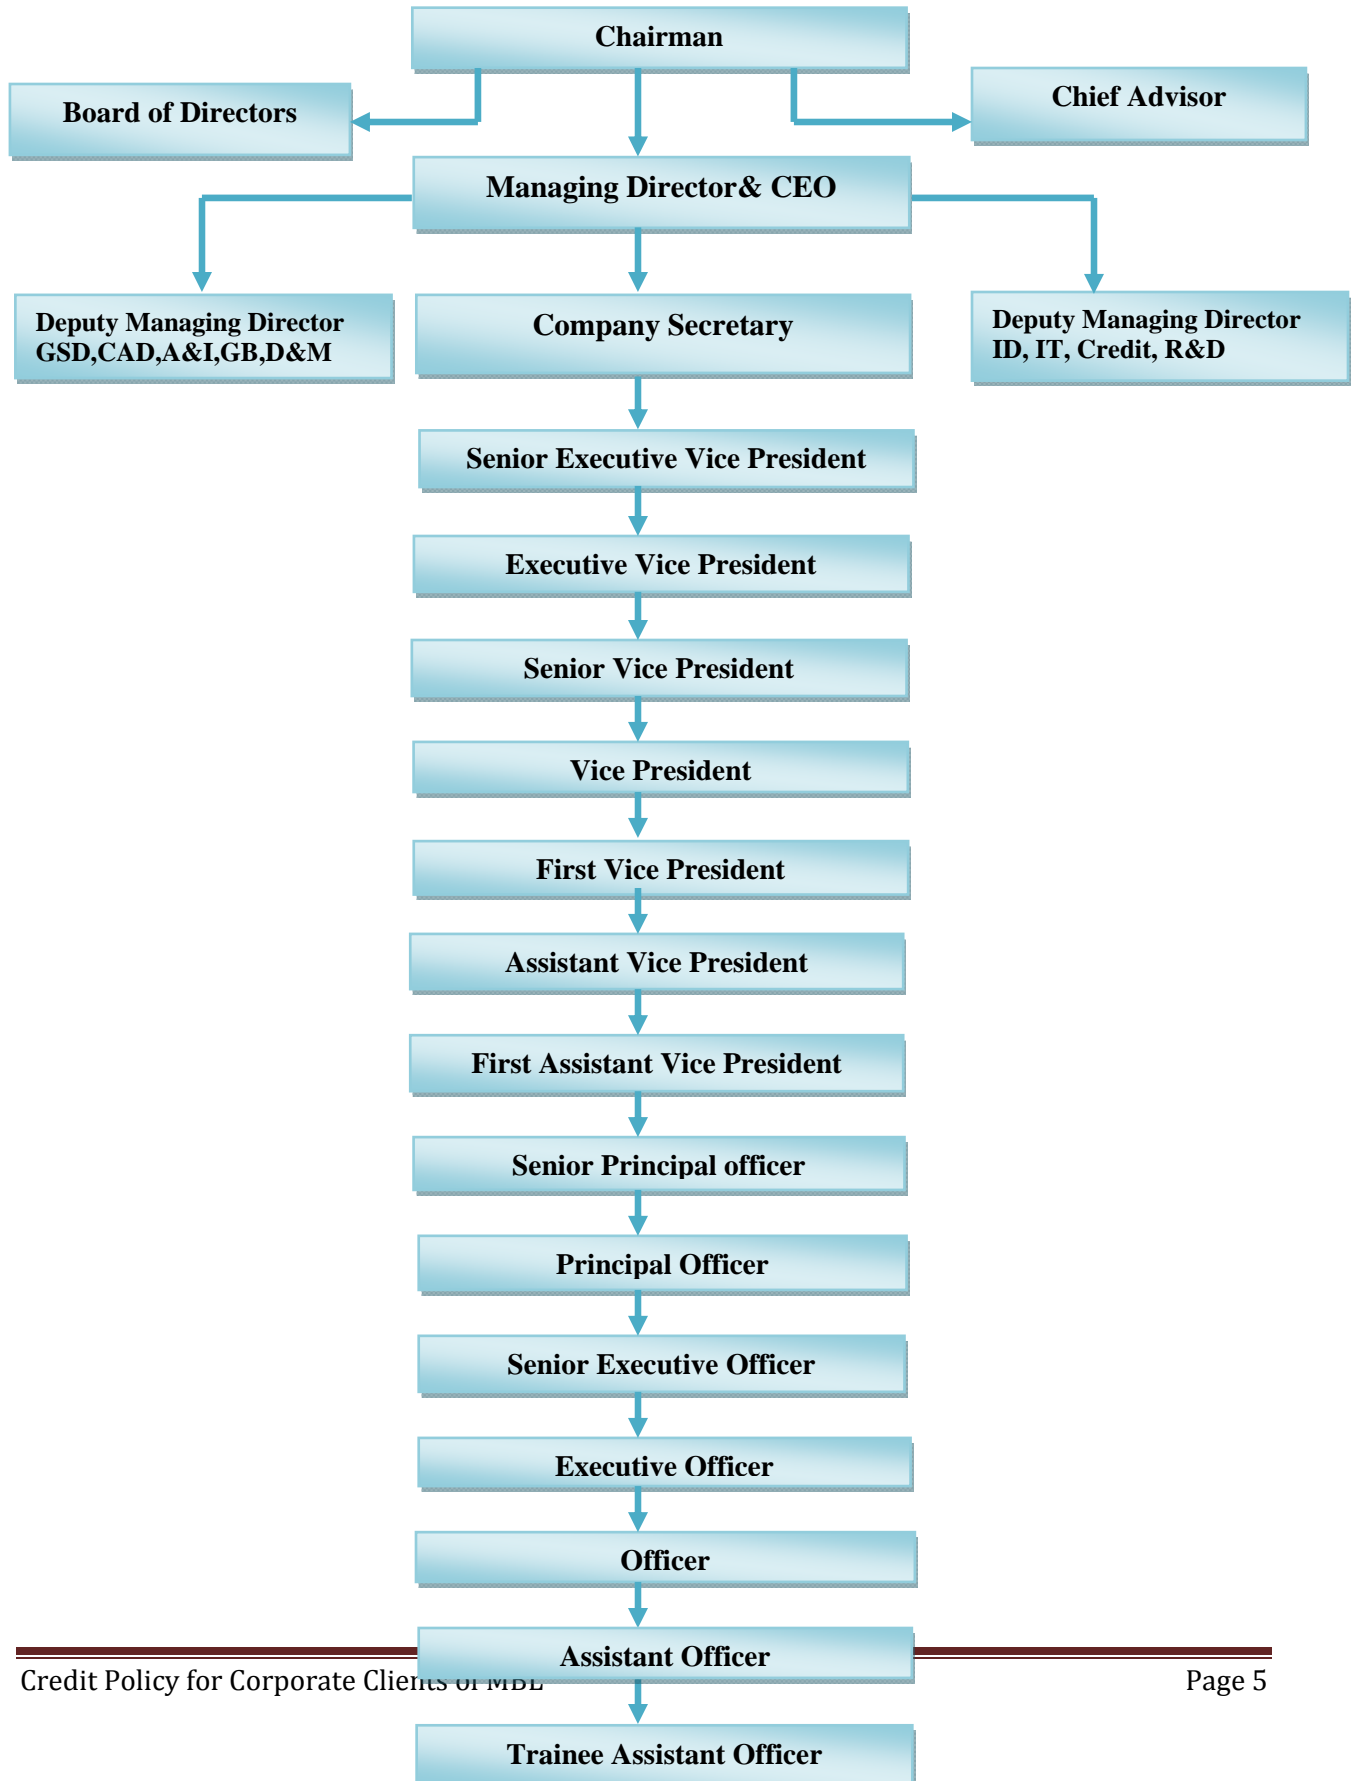 Chairman
Board of Directors
Chief Advisor
Managing Director& CEO
Deputy Managing Director
GSD,CAD,A&I,GB,D&M
Company Secretary
Deputy Managing Director
ID, IT, Credit, R&D
Senior Executive Vice President
Executive Vice President
Senior Vice President
Vice President
First Vice President
Assistant Vice President
First Assistant Vice President
Senior Principal officer
Principal Officer
Senior Executive Officer
Executive Officer
Officer
Assistant Officer
Credit Policy for Corporate Clients of MBL
Page 5
Trainee Assistant Officer